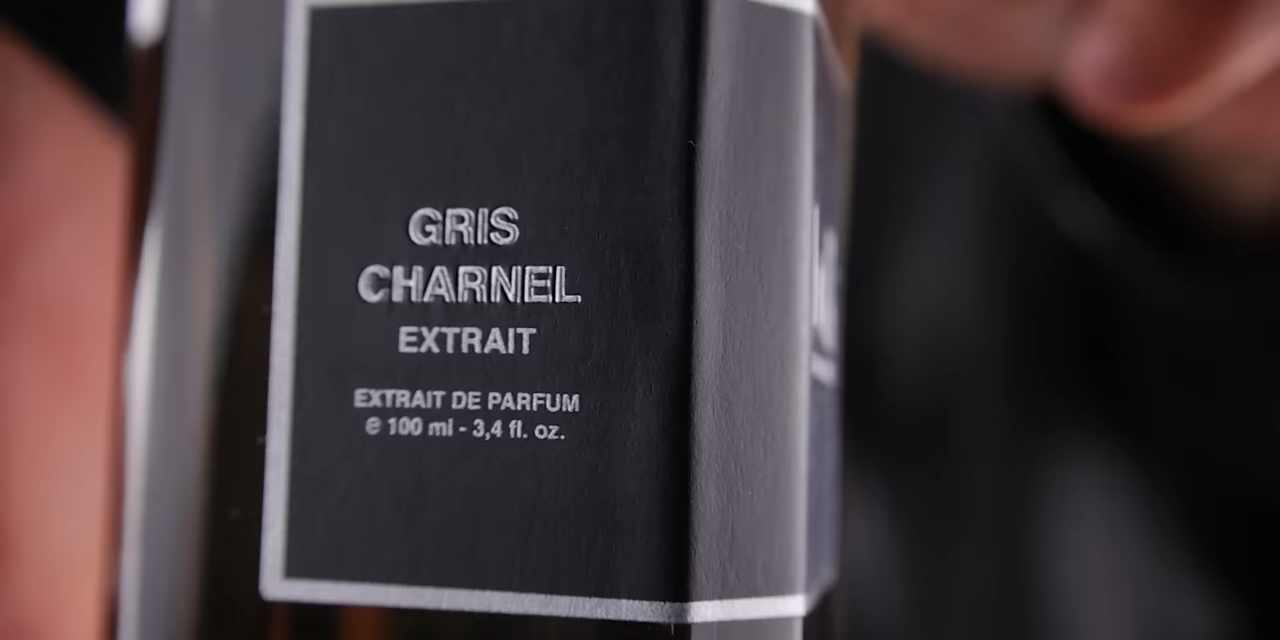 GRIS
CHARNEL
EXTRAIT
EXTRAIT DE PARFUM
℮ 100 ml - 3,4 fl. oz.